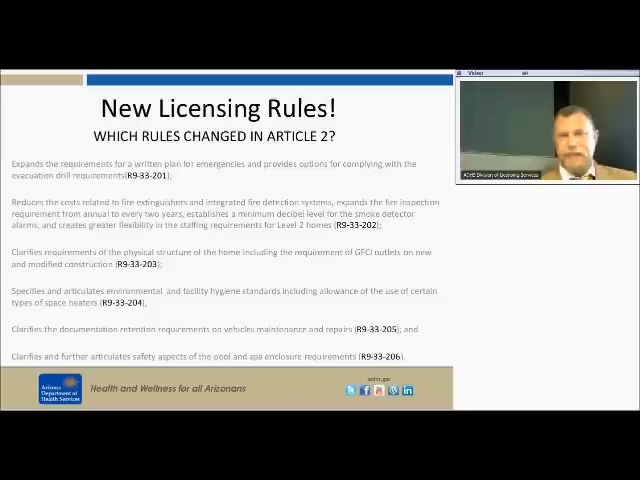 New Licensing Rules!
WHICH RULES CHANGED IN ARTICLE 2?
Expands the requirements for a written plan for emergencies and provides options for complying with the
evacuation drill requirements(R9-33-201);
Reduces the costs related to fire extinguishers and integrated fire detection systems, expands the fire inspection
requirement from annual to every two years, establishes a minimum decibel level for the smoke detector
alarms, and creates greater flexibility in the staffing requirements for Level 2 homes (R9-33-202);
Clarifies requirements of the physical structure of the home including the requirement of GFCI outlets on new
and modified construction (R9-33-203);
Specifies and articulates environmental and facility hygiene standards including allowance of the use of certain
types of space heaters (R9-33-204),
Clarifies the documentation retention requirements on vehicles maintenance and repairs (R9-33-205); and
Clarifies and further articulates safety aspects of the pool and spa enclosure requirements (R9-33-206).
Arizona
Department of
Health Services
Health and Wellness for all Arizonans
azdhs.gov
Video
ADHS Division of Licensing Services